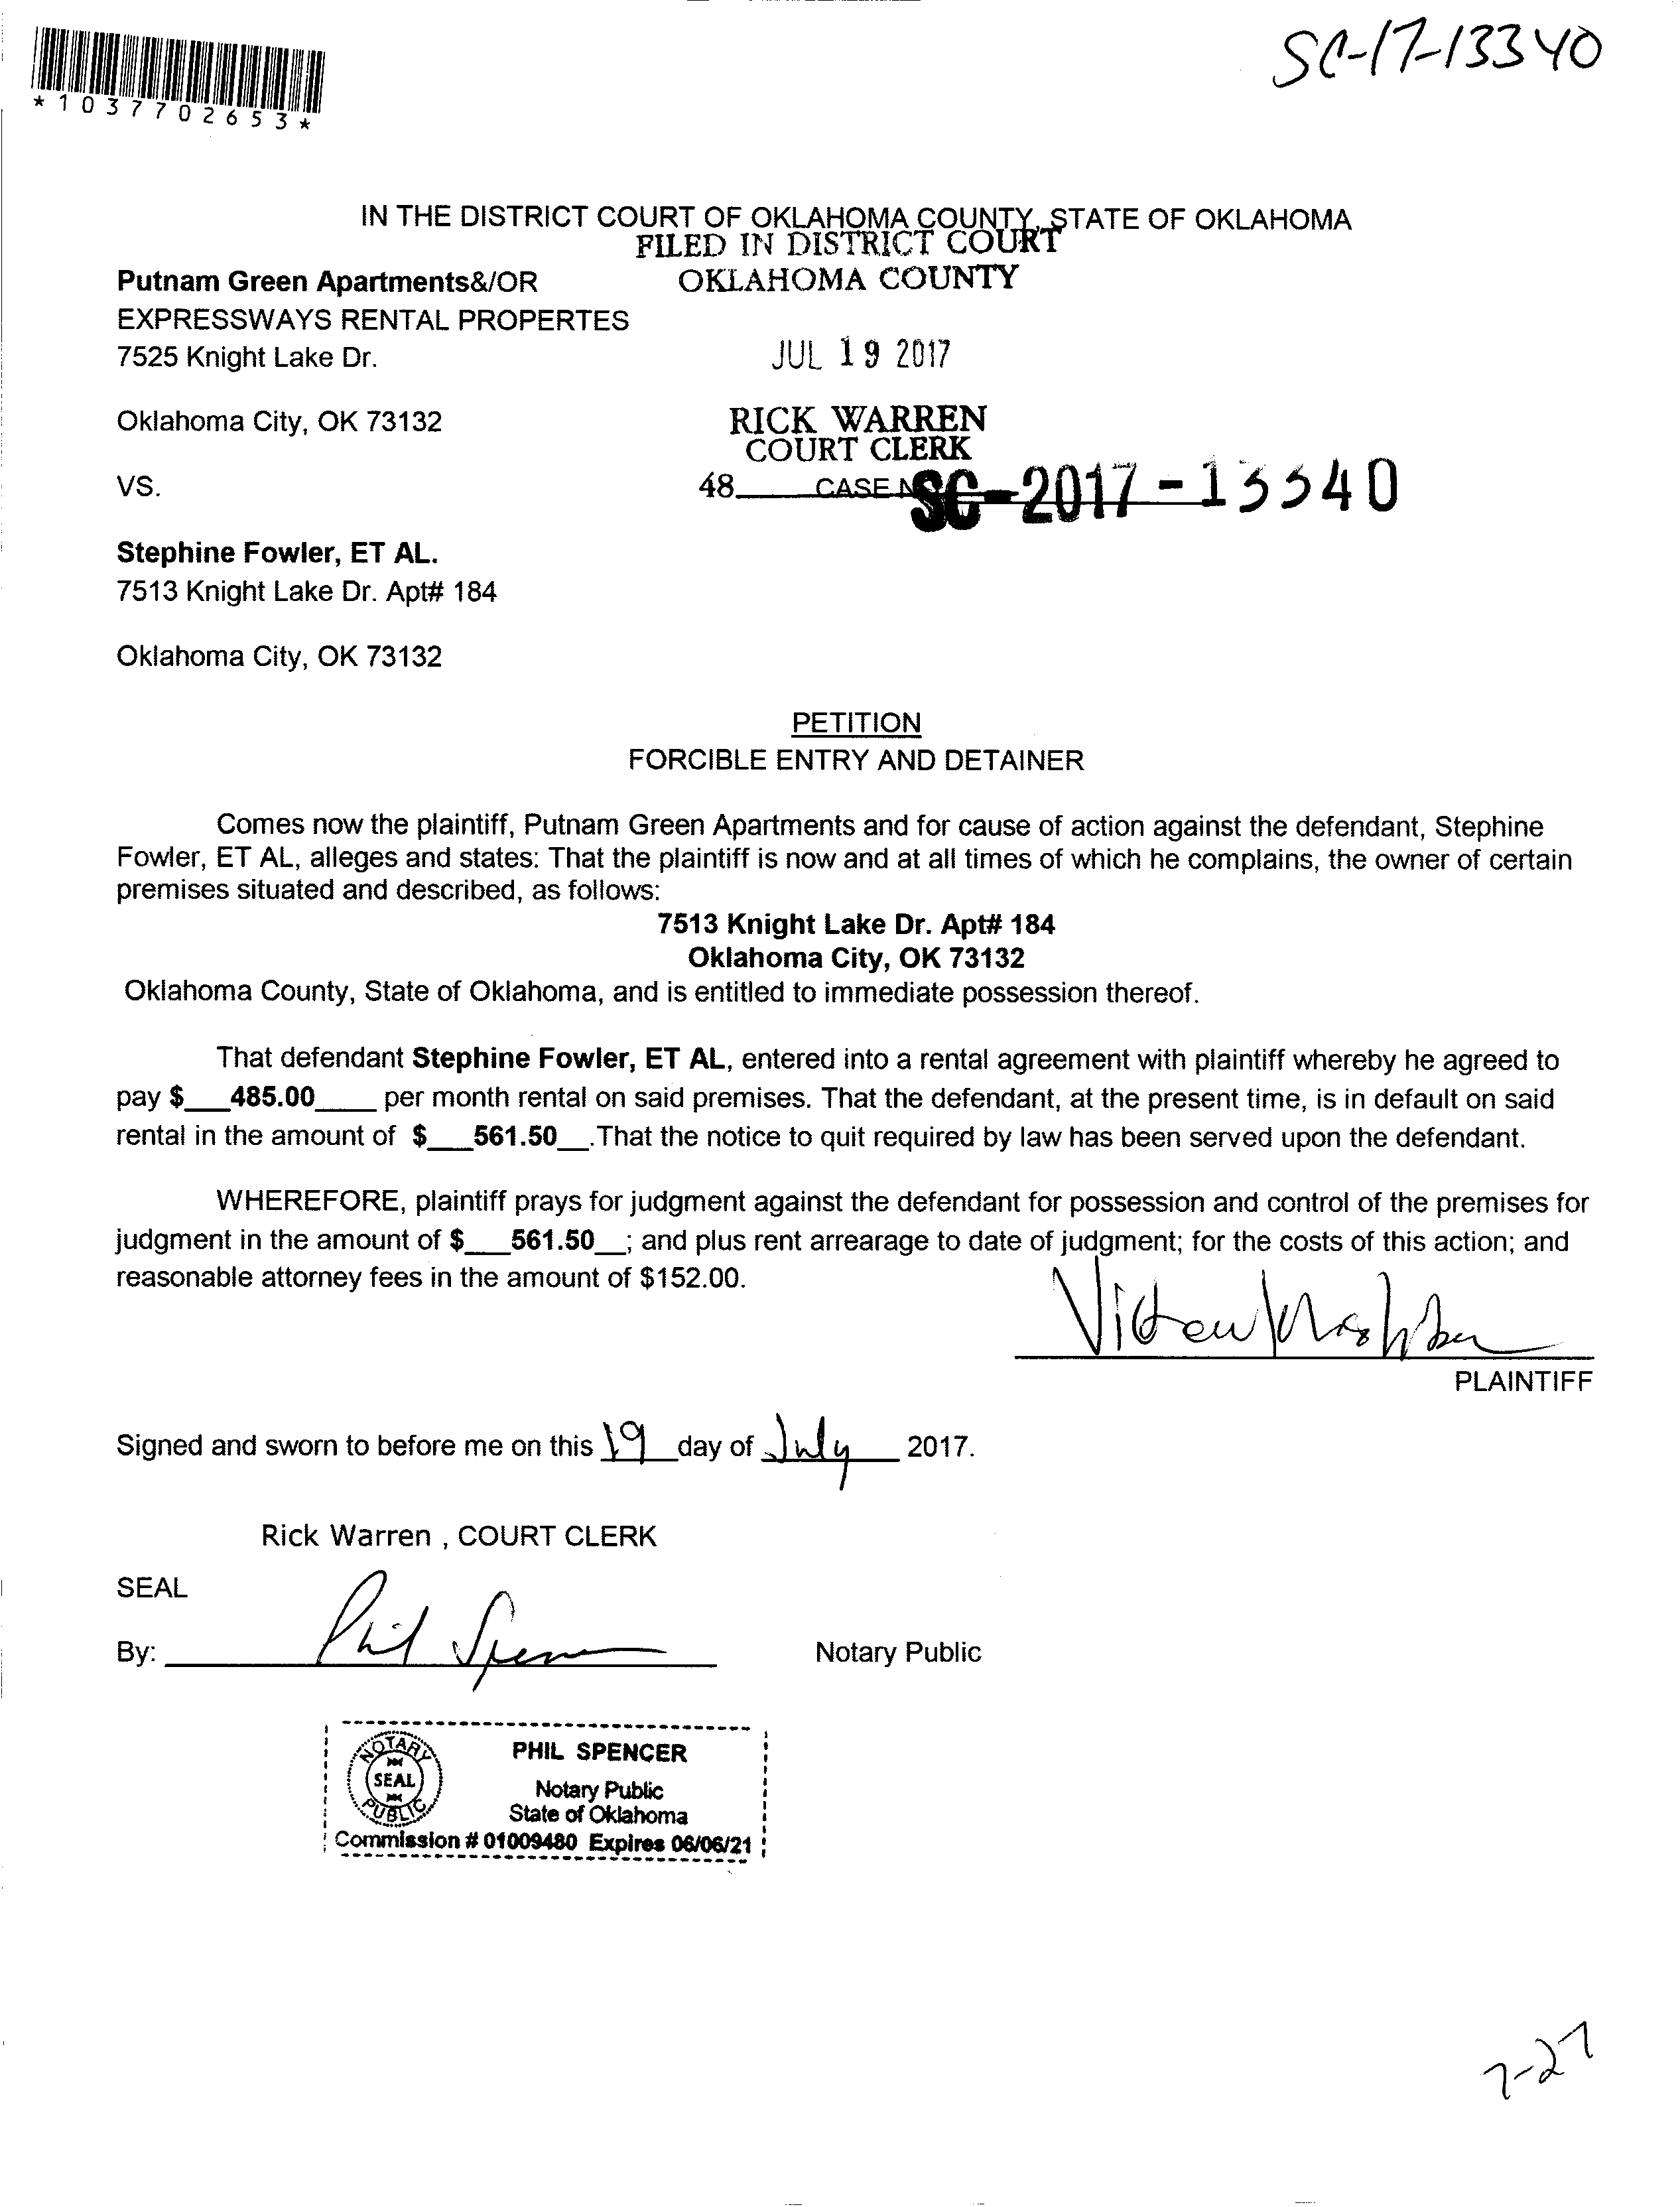 SC-17-13340
*1037702653*
IN THE DISTRICT COURT OF OKLAHOMA COUNTY, STATE OF OKLAHOMA
FILED IN DISTRICT COURT
OKLAHOMA COUNTY
Putnam Green Apartments&/OR
EXPRESSWAYS RENTAL PROPERTES
7525 Knight Lake Dr.
JUL 19 2017
Oklahoma City, OK 73132
RICK WARREN
COURT CLERK
VS.
48____CASE N SC-2017-13340
Stephine Fowler, ET AL.
7513 Knight Lake Dr. Apt# 184
Oklahoma City, OK 73132
PETITION
FORCIBLE ENTRY AND DETAINER
Comes now the plaintiff, Putnam Green Apartments and for cause of action against the defendant, Stephine
Fowler, ET AL, alleges and states: That the plaintiff is now and at all times of which he complains, the owner of certain
premises situated and described, as follows:
7513 Knight Lake Dr. Apt# 184
Oklahoma City, OK 73132
Oklahoma County, State of Oklahoma, and is entitled to immediate possession thereof.
That defendant Stephine Fowler, ET AL, entered into a rental agreement with plaintiff whereby he agreed to
pay $___485.00____ per month rental on said premises. That the defendant, at the present time, is in default on said
rental in the amount of $___561.50__.That the notice to quit required by law has been served upon the defendant.
WHEREFORE, plaintiff prays for judgment against the defendant for possession and control of the premises for
judgment in the amount of $___561.50__; and plus rent arrearage to date of judgment; for the costs of this action; and
reasonable attorney fees in the amount of $152.00.
PLAINTIFF
Signed and sworn to before me on this 19 day of July 2017.
Rick Warren , COURT CLERK
SEAL
By: Phil Spencer Notary Public
NOTARY
SEAL
PUBLIC
PHIL SPENCER
Notary Public
State of Oklahoma
Commission # 01009480 Expires 06/06/21
7-27